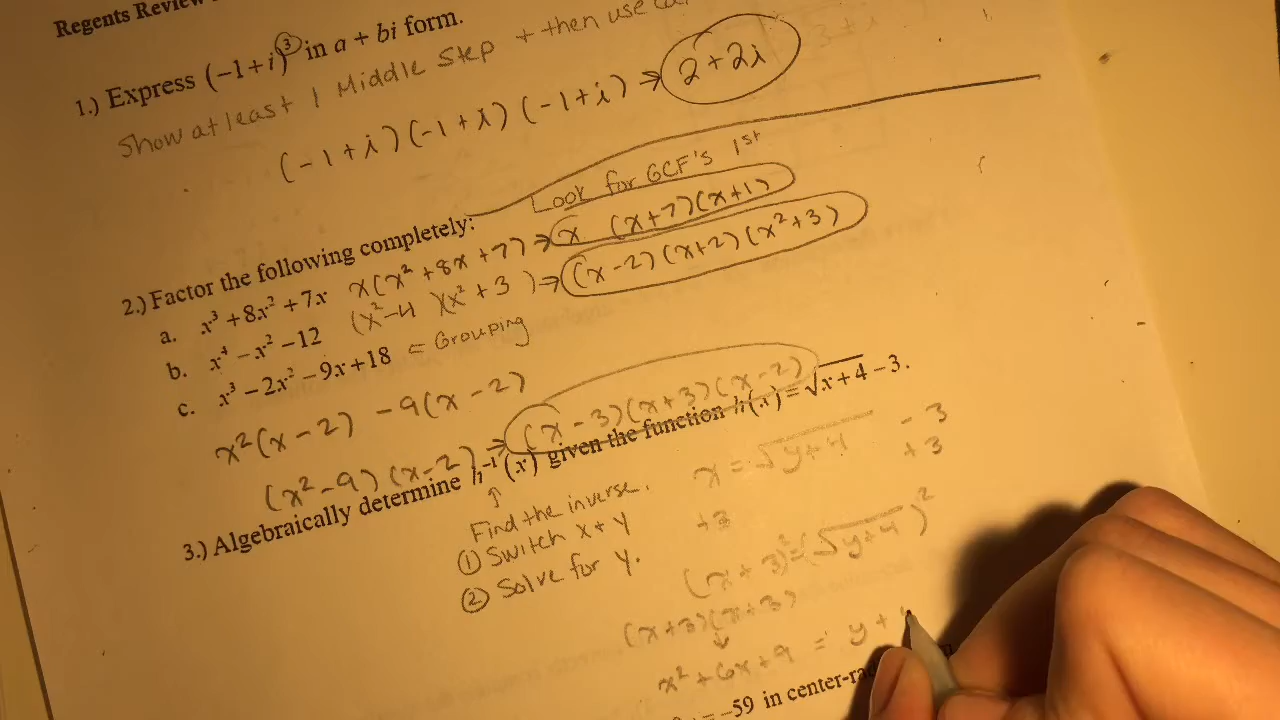 Regents Review
1.) Express (−1+i)³ in a + bi form.
Show at least 1 Middle Step + then use
(-1+i)(-1+i)(-1+i) → 2+2i
Look for GCF's 1st
2.) Factor the following completely:
a. x³ + 8x² + 7x x(x² + 8x + 7) → x (x+7)(x+1)
b. x⁴ − x² − 12 (x²-4)(x²+3) → (x-2)(x+2)(x²+3)
c. x³ − 2x² − 9x + 18 = Grouping
x²(x-2) -9(x-2)
(x²-9)(x-2) → (x-3)(x+3)(x-2)
3.) Algebraically determine h⁻¹(x) given the function h(x) = √x+4 − 3.
↑ x = √y+4 - 3
Find the inverse. +3 +3
① Switch x + y
② Solve for y. (x+3)² = (√y+4)²
(x+3)(x+3)
↓
x² + 6x + 9 = y +
= −59 in center-ra